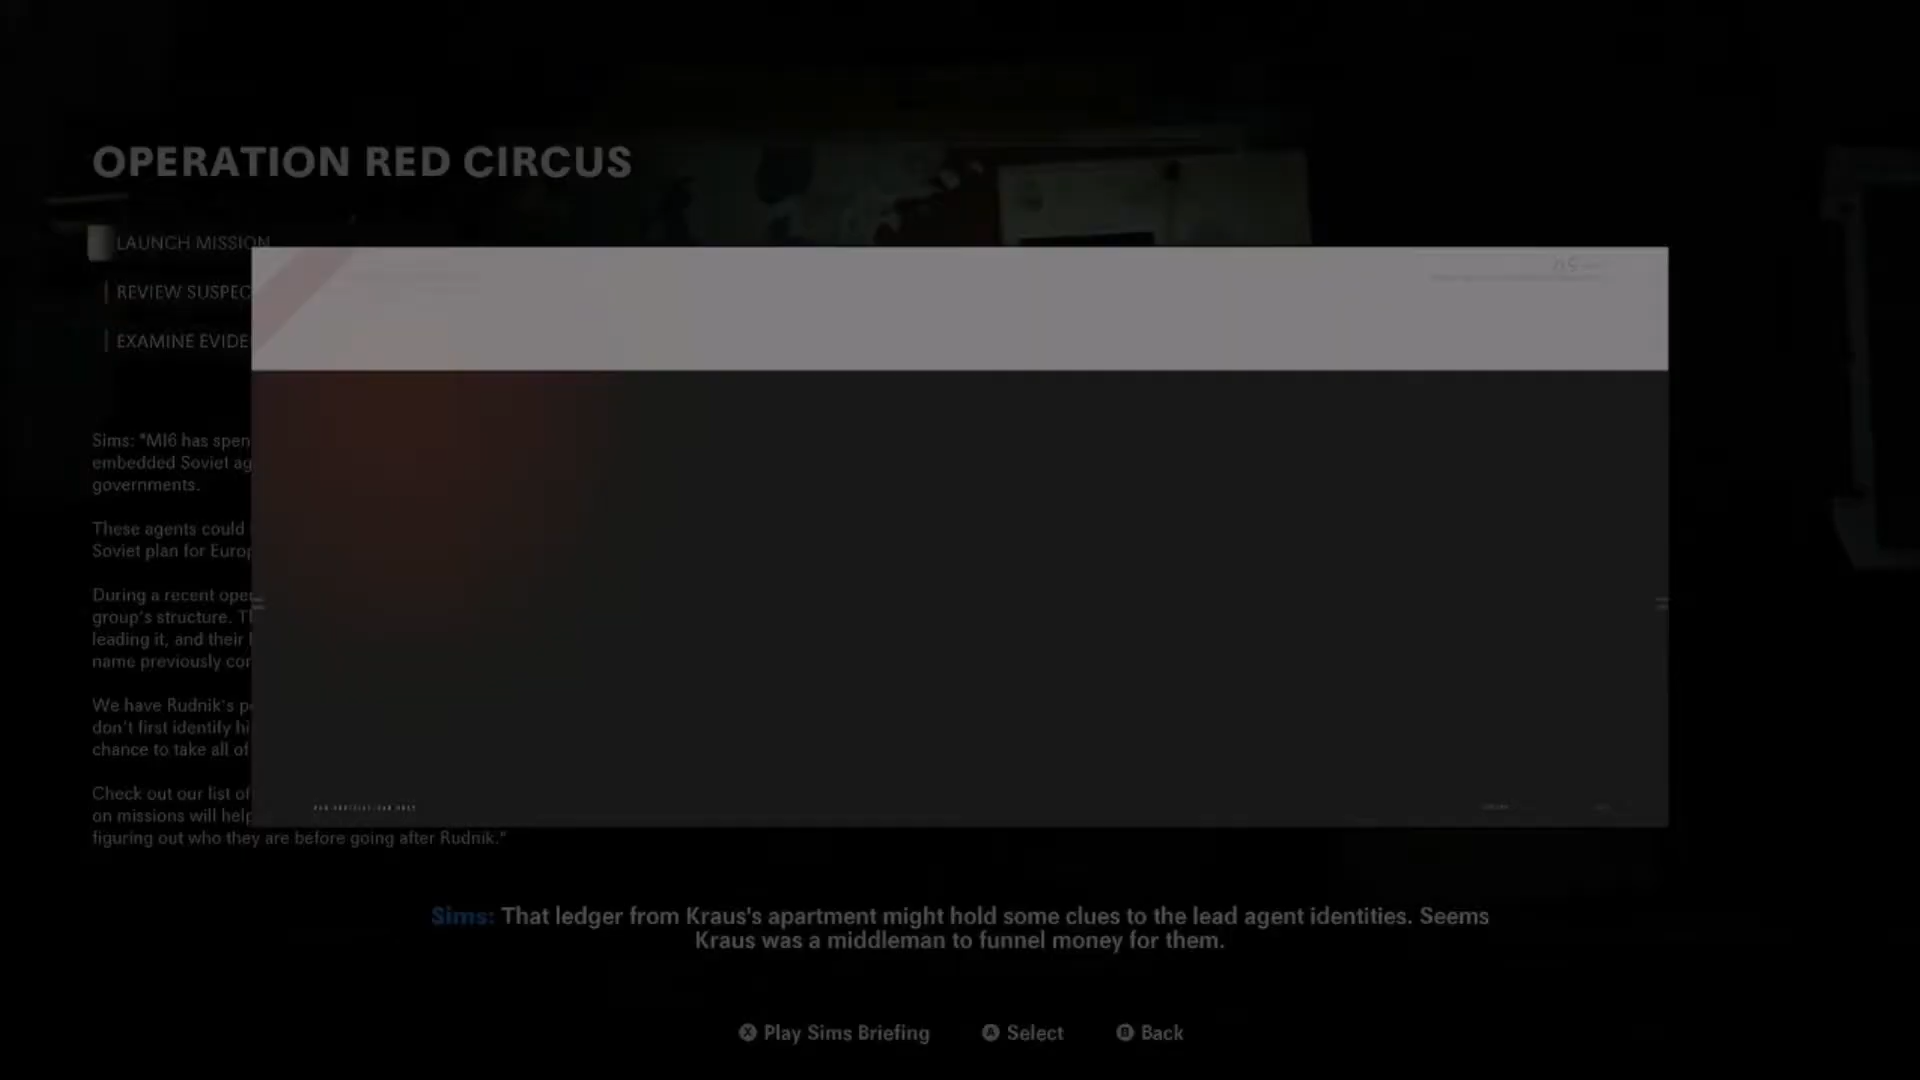 OPERATION RED CIRCUS
LAUNCH MISSION
REVIEW SUSPEC
EXAMINE EVIDE
Sims: "MI6 has spen
embedded Soviet ag
governments.
These agents could
Soviet plan for Europ
During a recent oper
group's structure. Th
leading it, and their
name previously con
We have Rudnik's p
don't first identify hi
chance to take all of
Check out our list of
on missions will help
figuring out who they are before going after Rudnik."
Sims: That ledger from Kraus's apartment might hold some clues to the lead agent identities. Seems
Kraus was a middleman to funnel money for them.
X Play Sims Briefing A Select B Back